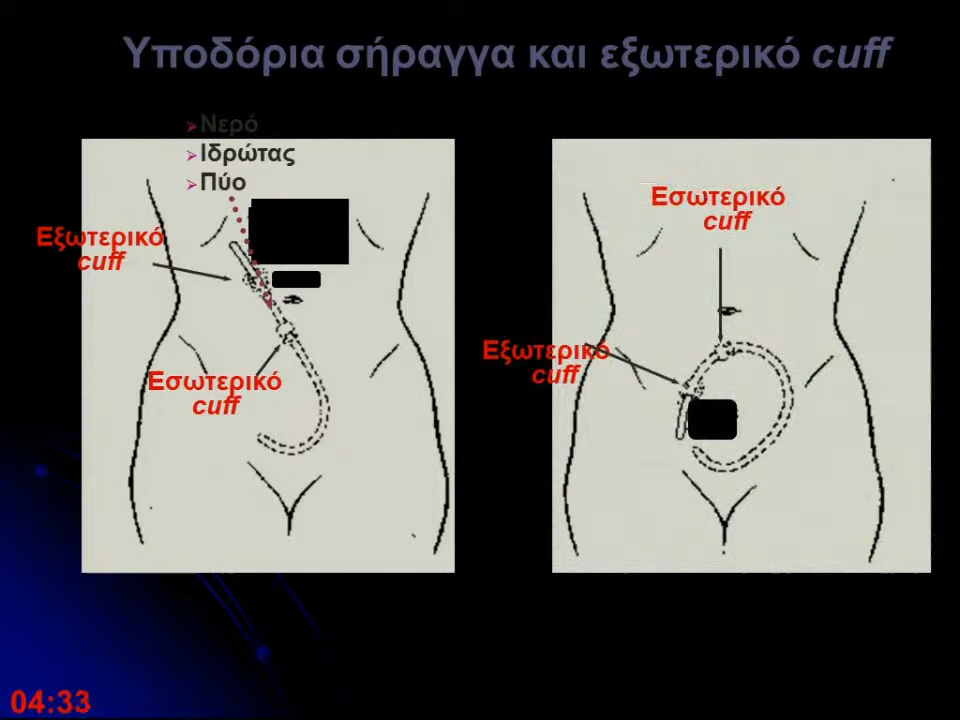 Υποδόρια σήραγγα και εξωτερικό cuff
Νερό
Ιδρώτας
Πύο
Εξωτερικό
cuff
Εσωτερικό
cuff
Εσωτερικό
cuff
Εξωτερικό
cuff
04:33